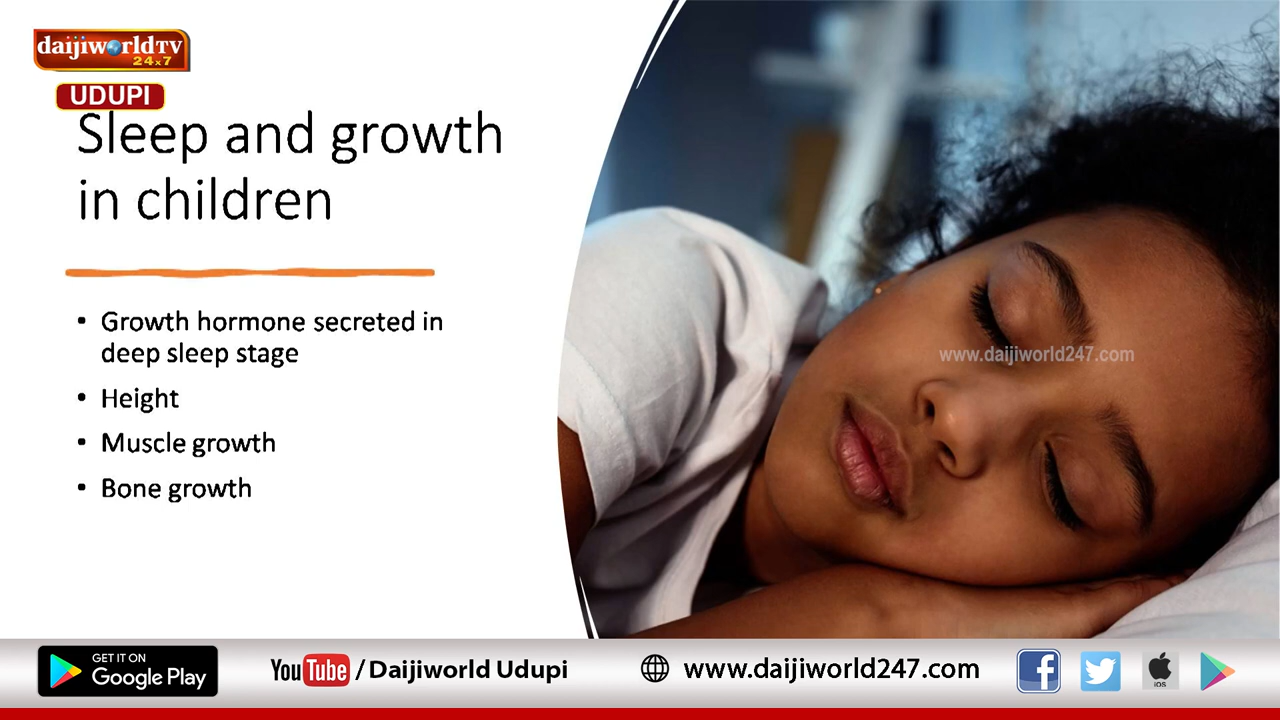 daijiworldTV
24x7
UDUPI
Sleep and growth
in children
• Growth hormone secreted in
deep sleep stage
• Height
• Muscle growth
• Bone growth
www.daijiworld247.com
GET IT ON
Google Play
YouTube / Daijiworld Udupi
www.daijiworld247.com
iOS